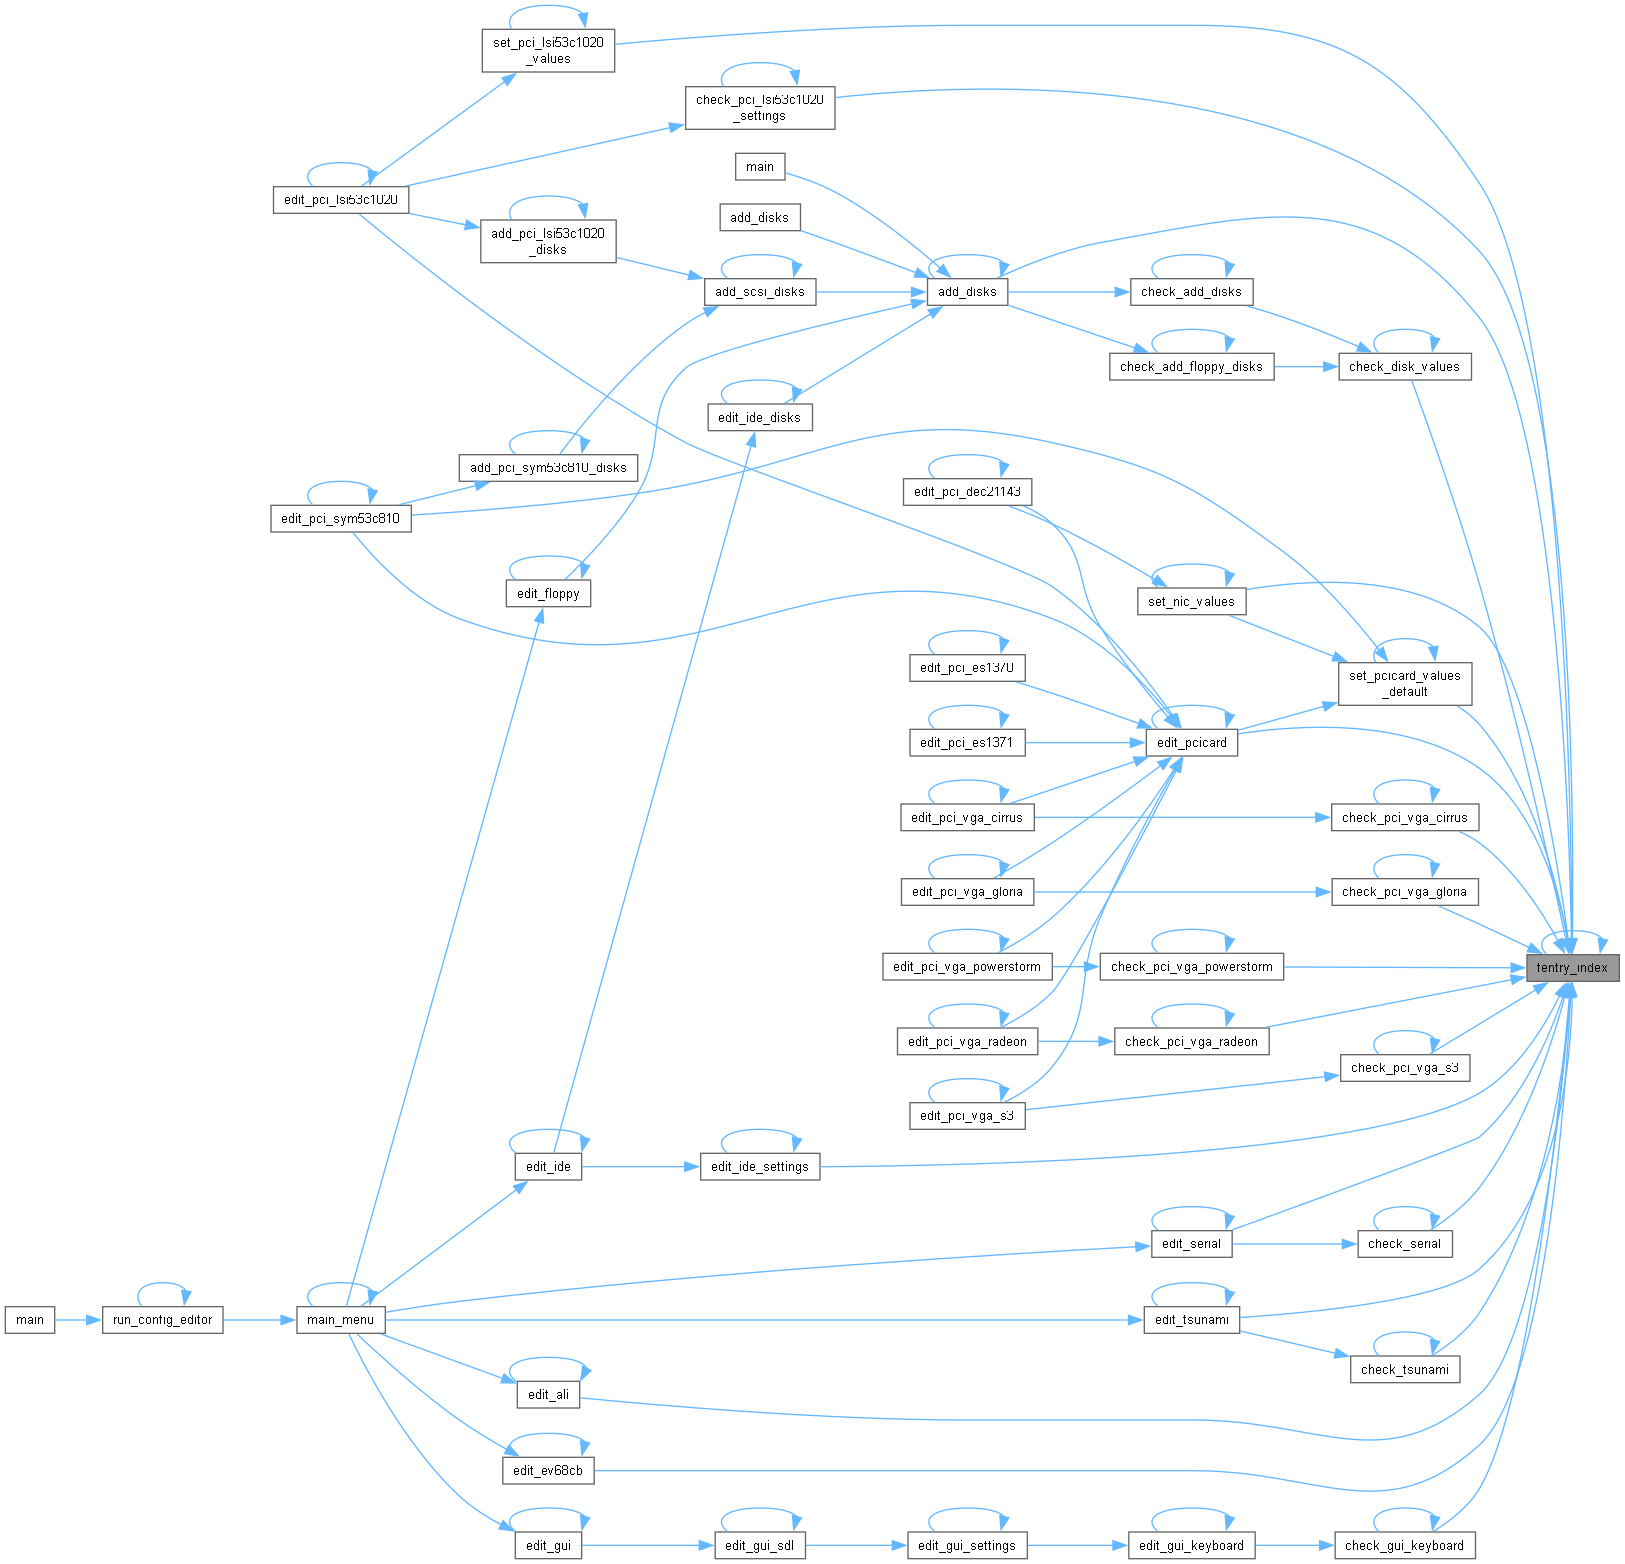 set_pci_lsi53c1020
_values
check_pci_lsi53c1020
_settings
main
edit_pci_lsi53c1020
add_disks
add_pci_lsi53c1020
_disks
add_scsi_disks
add_disks
check_add_disks
check_add_floppy_disks
check_disk_values
edit_ide_disks
add_pci_sym53c810_disks
edit_pci_dec21143
edit_pci_sym53c810
edit_floppy
set_nic_values
edit_pci_es1370
set_pcicard_values
_default
edit_pci_es1371
edit_pcicard
edit_pci_vga_cirrus
check_pci_vga_cirrus
edit_pci_vga_gloria
check_pci_vga_gloria
edit_pci_vga_powerstorm
check_pci_vga_powerstorm
fentry_index
edit_pci_vga_radeon
check_pci_vga_radeon
check_pci_vga_s3
edit_pci_vga_s3
edit_ide
edit_ide_settings
edit_serial
check_serial
main
run_config_editor
main_menu
edit_tsunami
check_tsunami
edit_ali
edit_ev68cb
edit_gui
edit_gui_sdl
edit_gui_settings
edit_gui_keyboard
check_gui_keyboard